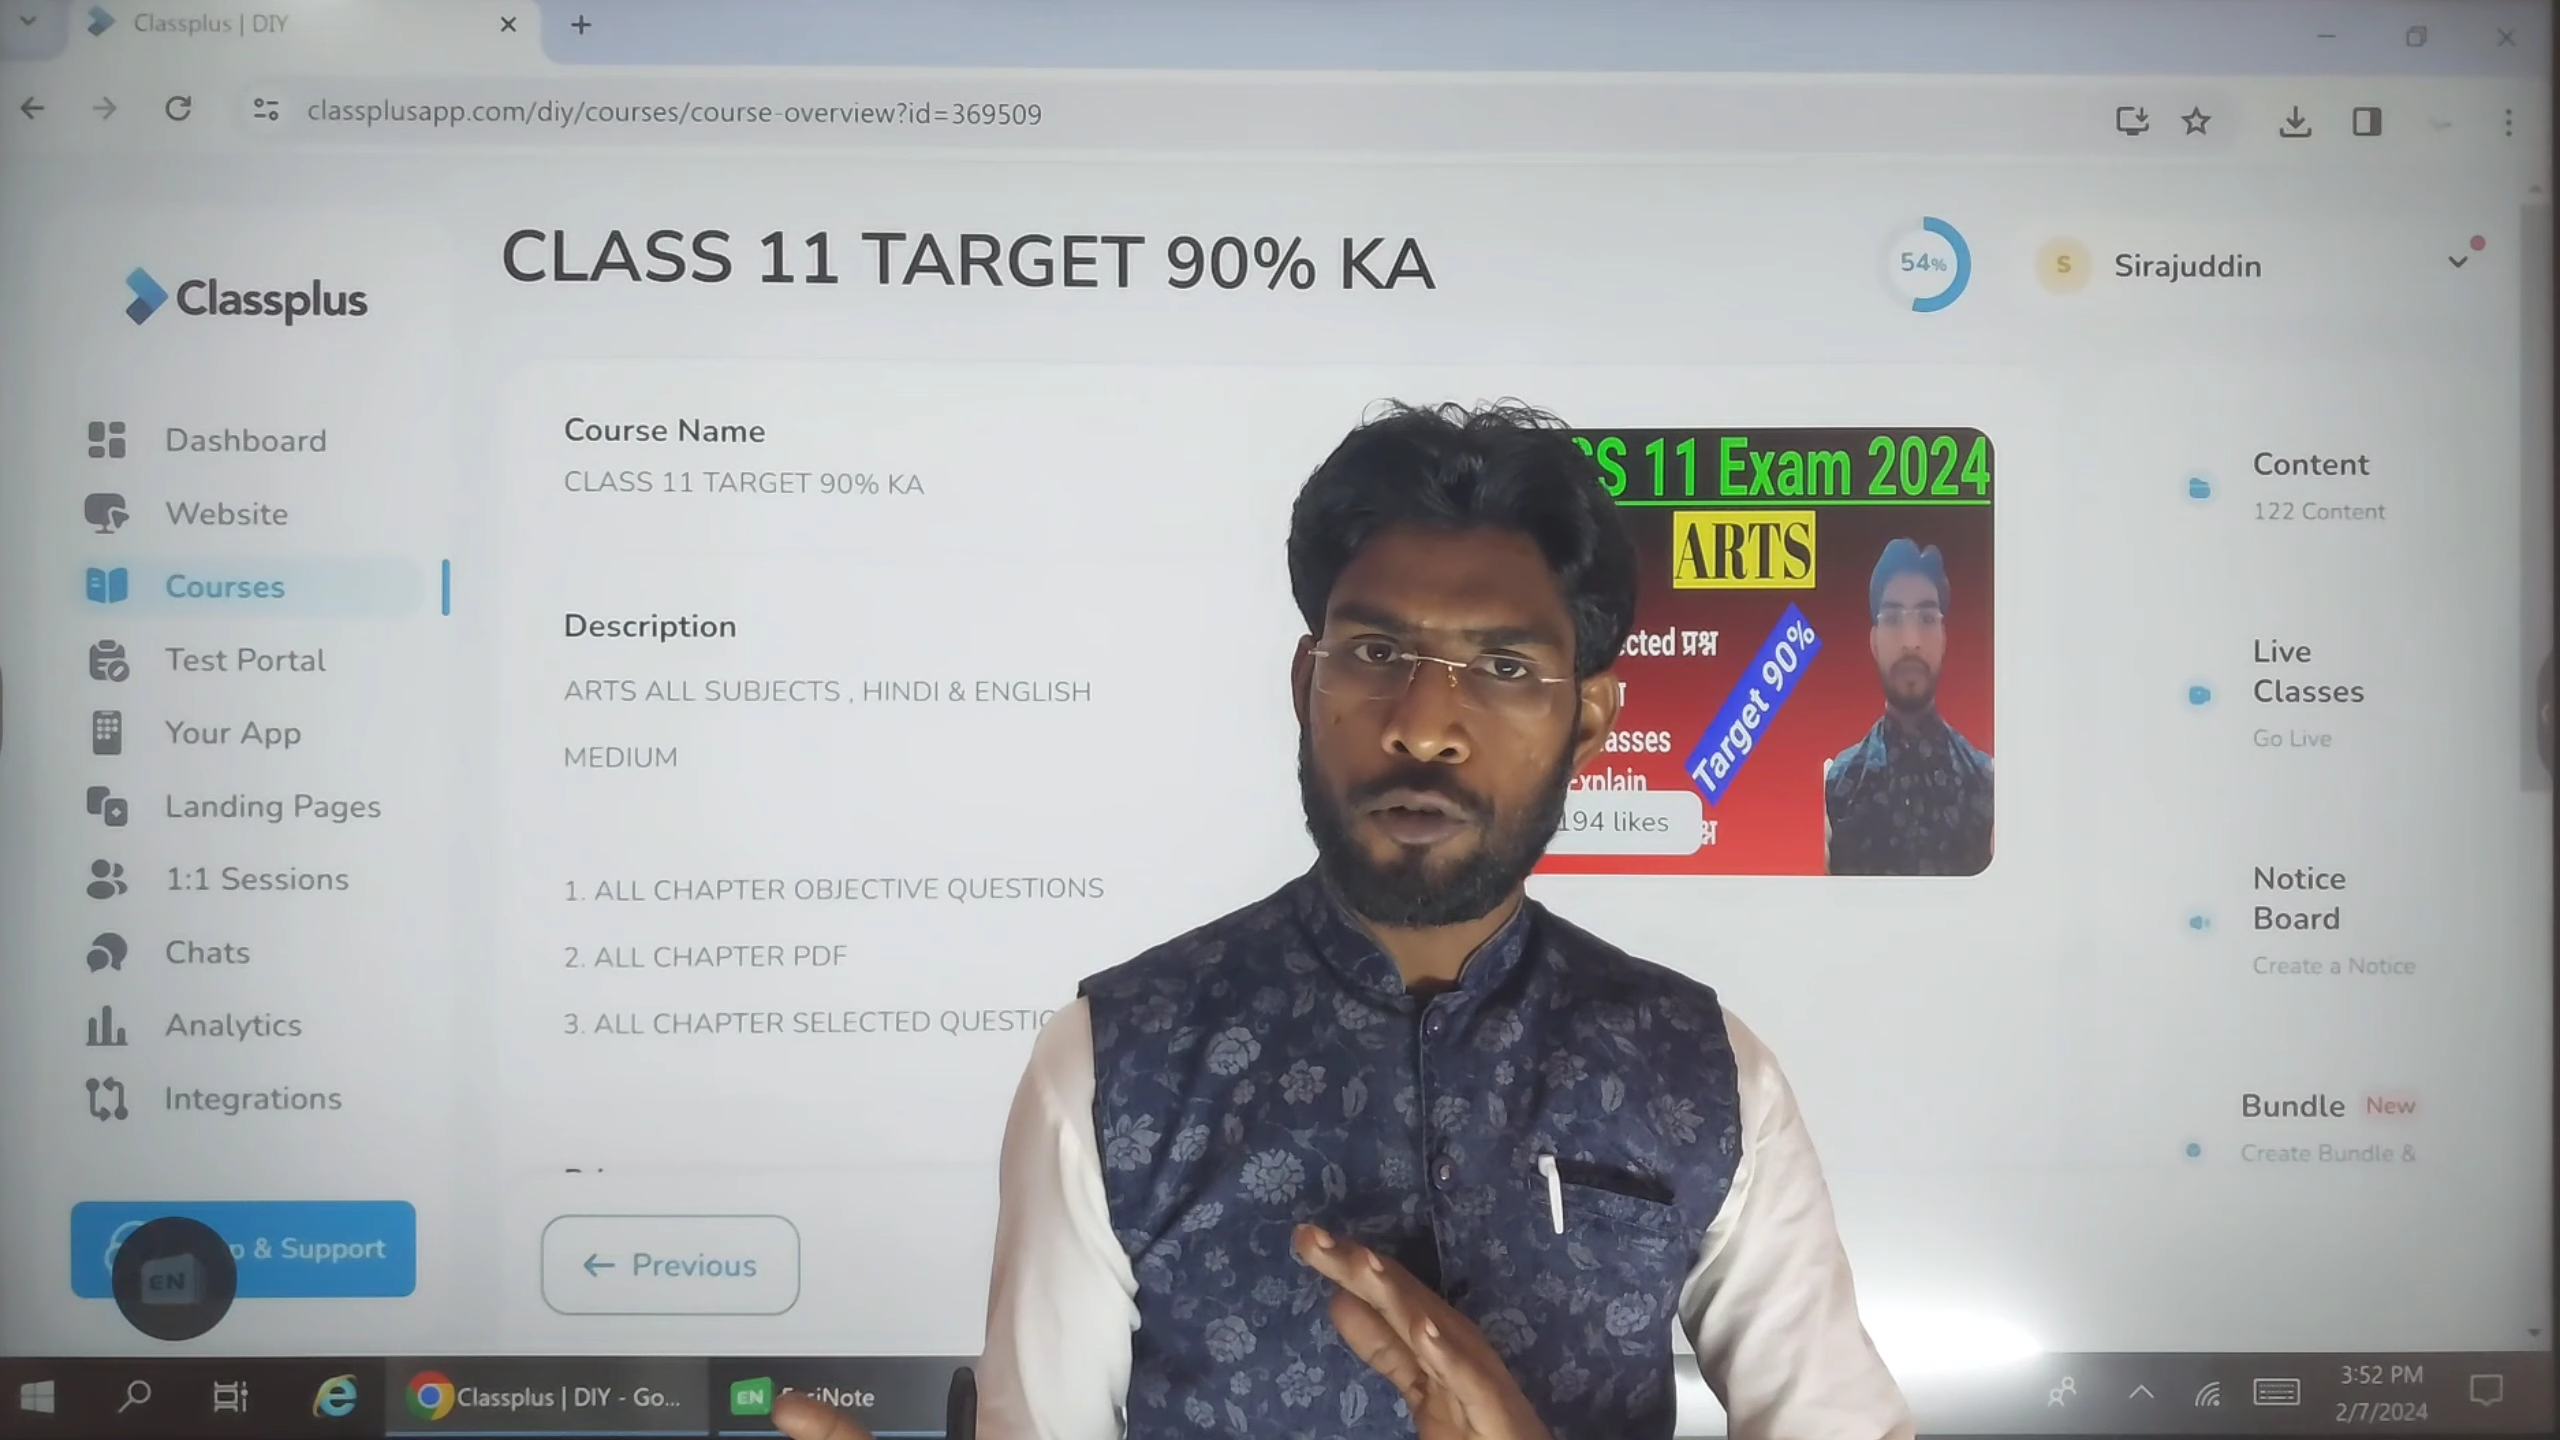 Classplus | DIY
classplusapp.com/diy/courses/course-overview?id=369509
CLASS 11 TARGET 90% KA
54%
S
Sirajuddin
Classplus
Dashboard
Website
Courses
Test Portal
Your App
Landing Pages
1:1 Sessions
Chats
Analytics
Integrations
& Support
EN
Course Name
CLASS 11 TARGET 90% KA
Description
ARTS ALL SUBJECTS , HINDI & ENGLISH
MEDIUM
1. ALL CHAPTER OBJECTIVE QUESTIONS
2. ALL CHAPTER PDF
3. ALL CHAPTER SELECTED
Previous
11 Exam 2024
ARTS
प्रश्न
Target 90%
194 likes
Content
122 Content
Live
Classes
Go Live
Notice
Board
Create a Notice
Bundle New
Create Bundle &
Classplus | DIY - Go...
EN
3:52 PM
2/7/2024